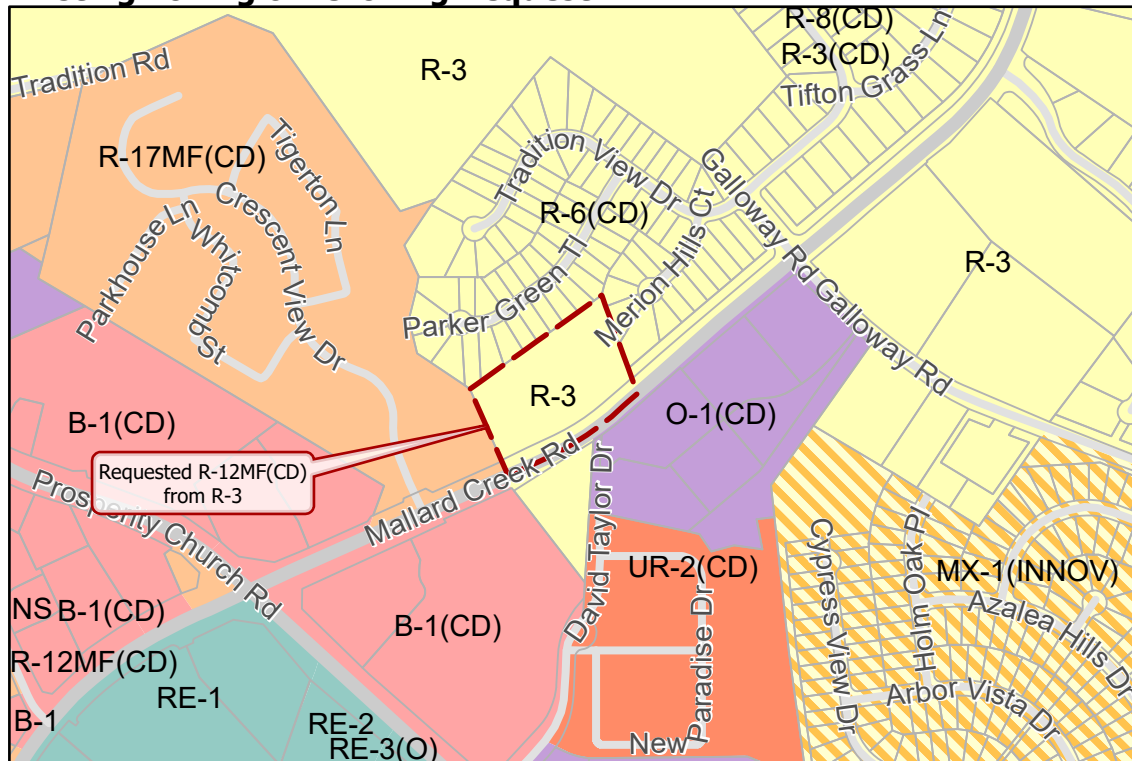 Existing Zoning & Rezoning Request
Tradition Rd
R-3
R-8(CD)
R-3(CD)
Tifton Grass Ln
R-17MF(CD)
Tigerton Ln
Tradition View Dr
Galloway Rd
Crescent View Dr
R-6(CD)
Merion Hills Ct
Parkhouse Ln
Whitcomb St
Parker Green Tl
Galloway Rd
R-3
R-3
B-1(CD)
O-1(CD)
Requested R-12MF(CD)
from R-3
Mallard Creek Rd
Prosperity Church Rd
David Taylor Dr
UR-2(CD)
Cypress View Dr
Holm Oak Pl
MX-1(INNOV)
NS
B-1(CD)
B-1(CD)
Azalea Hills Dr
R-12MF(CD)
RE-1
New Paradise Dr
Arbor Vista Dr
B-1
RE-2
RE-3(O)